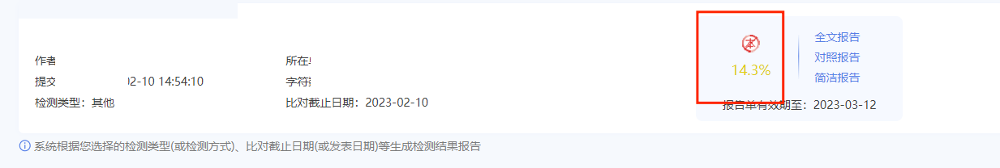 本
14.3%
全文报告
对照报告
简洁报告
作者
所在
提交
02-10 14:54:10
字符
检测类型：其他
比对截止日期：2023-02-10
报告单有效期至：2023-03-12
系统根据您选择的检测类型(或检测方式)、比对截止日期(或发表日期)等生成检测结果报告